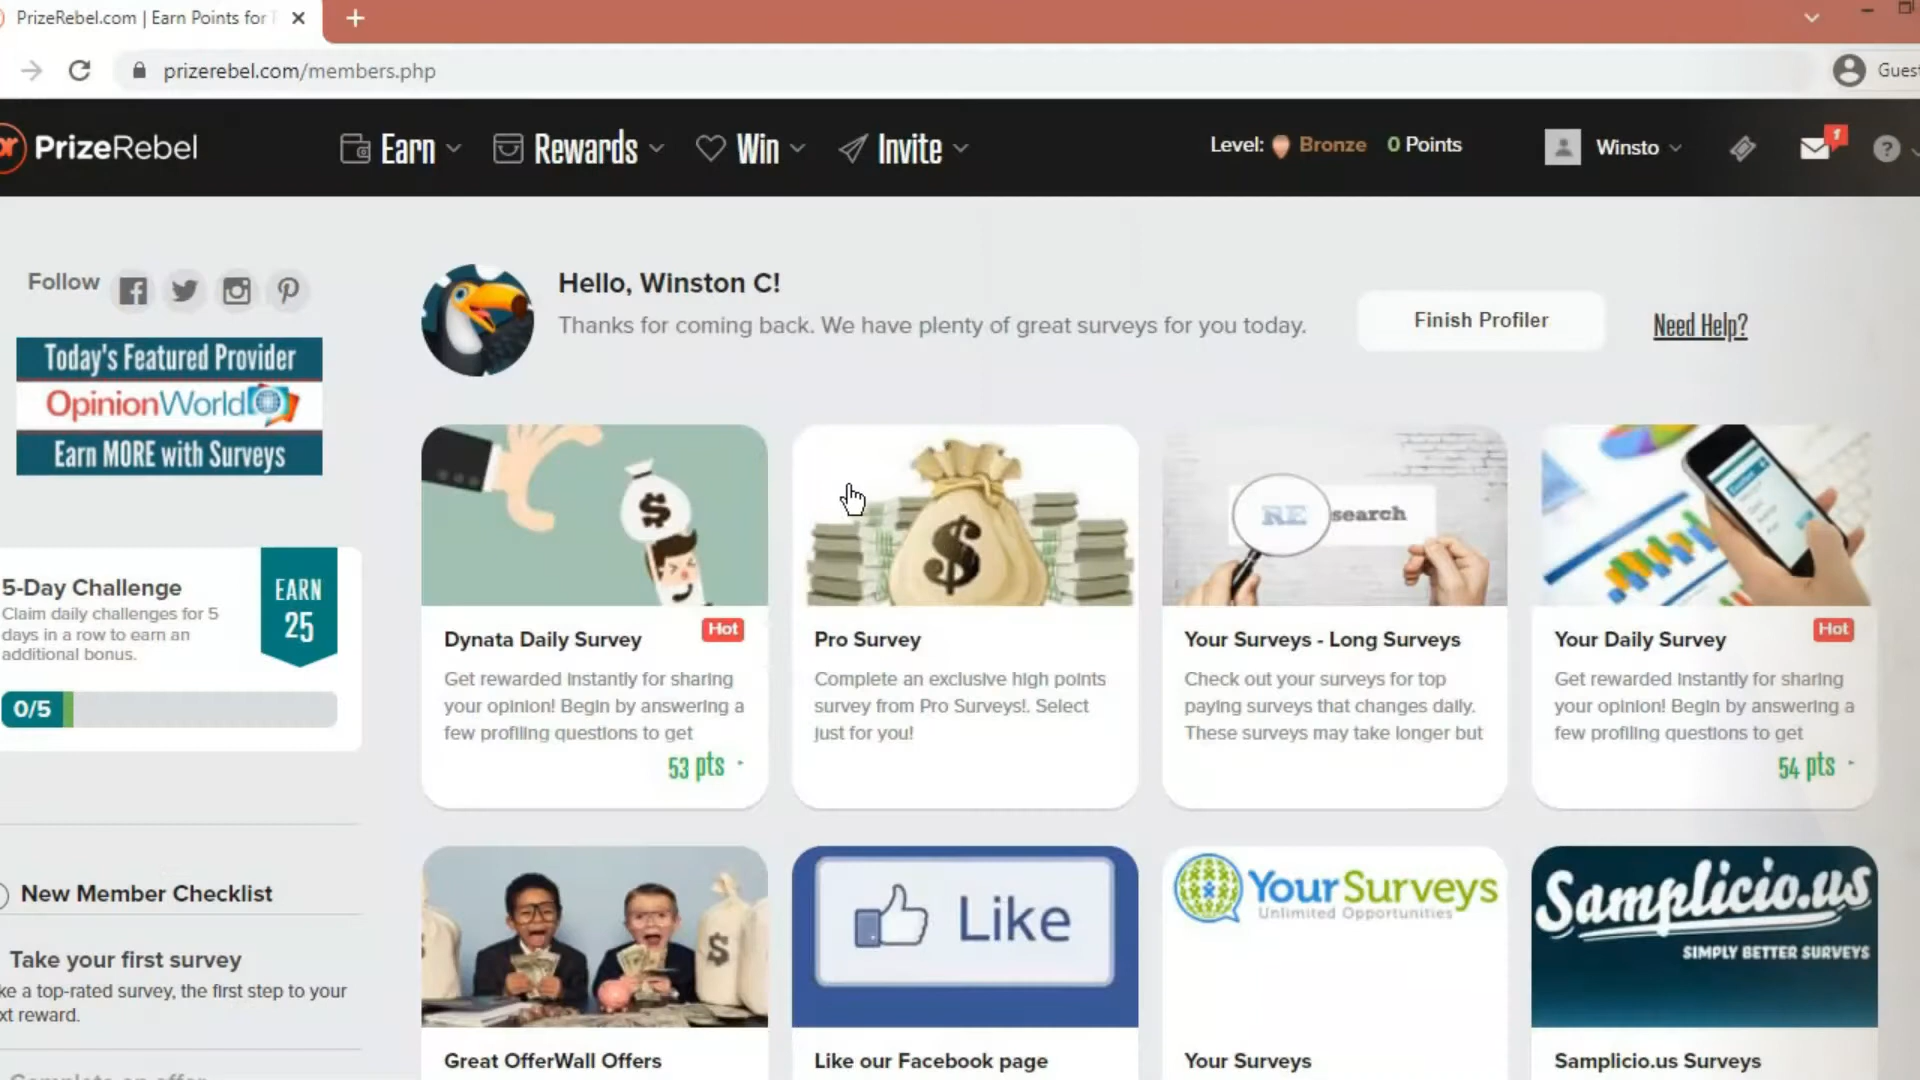 PrizeRebel.com | Earn Points for
prizerebel.com/members.php
Guest
PrizeRebel
Earn
Rewards
Win
Invite
Level: Bronze 0 Points
Winsto
1
?
Follow
Hello, Winston C!
Thanks for coming back. We have plenty of great surveys for you today.
Finish Profiler
Need Help?
Today's Featured Provider
OpinionWorld
Earn MORE with Surveys
5-Day Challenge
Claim daily challenges for 5
days in a row to earn an
additional bonus.
EARN
25
0/5
New Member Checklist
Take your first survey
ke a top-rated survey, the first step to your
xt reward.
Complete an offer
$
Dynata Daily Survey
Hot
Get rewarded instantly for sharing
your opinion! Begin by answering a
few profiling questions to get
53 pts
$
Pro Survey
Complete an exclusive high points
survey from Pro Surveys!. Select
just for you!
REsearch
Your Surveys - Long Surveys
Check out your surveys for top
paying surveys that changes daily.
These surveys may take longer but
Your Daily Survey
Hot
Get rewarded instantly for sharing
your opinion! Begin by answering a
few profiling questions to get
54 pts
$
Great OfferWall Offers
Like
Like our Facebook page
YourSurveys
Unlimited Opportunities
Your Surveys
Samplicio.us
SIMPLY BETTER SURVEYS
Samplicio.us Surveys